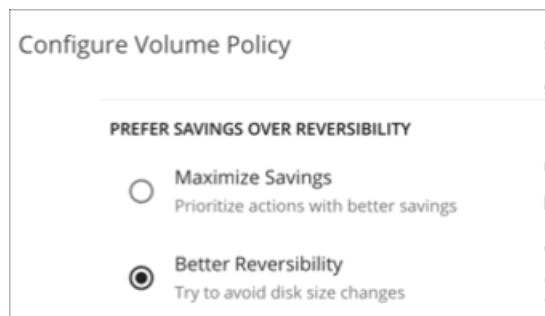 Configure Volume Policy
PREFER SAVINGS OVER REVERSIBILITY
Maximize Savings
Prioritize actions with better savings
Better Reversibility
Try to avoid disk size changes